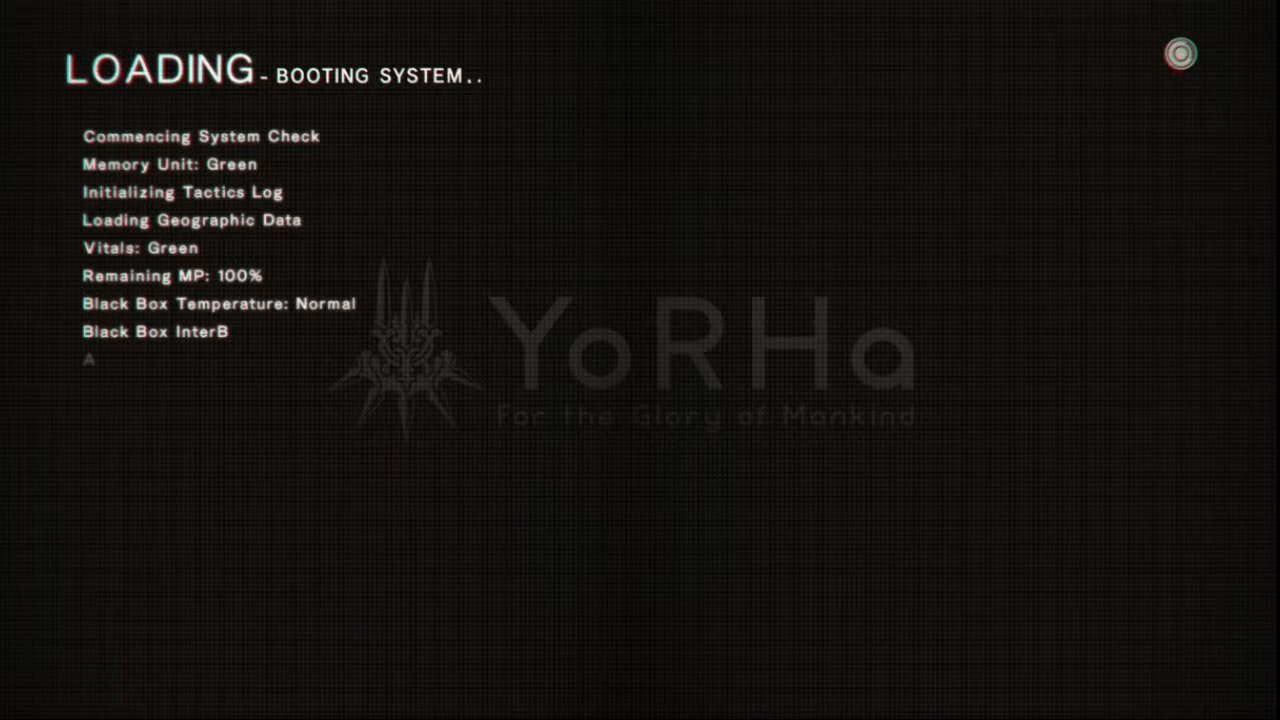 LOADING - BOOTING SYSTEM..
Commencing System Check
Memory Unit: Green
Initializing Tactics Log
Loading Geographic Data
Vitals: Green
Remaining MP: 100%
Black Box Temperature: Normal
Black Box InterB
A
YoRHa
For the Glory of Mankind